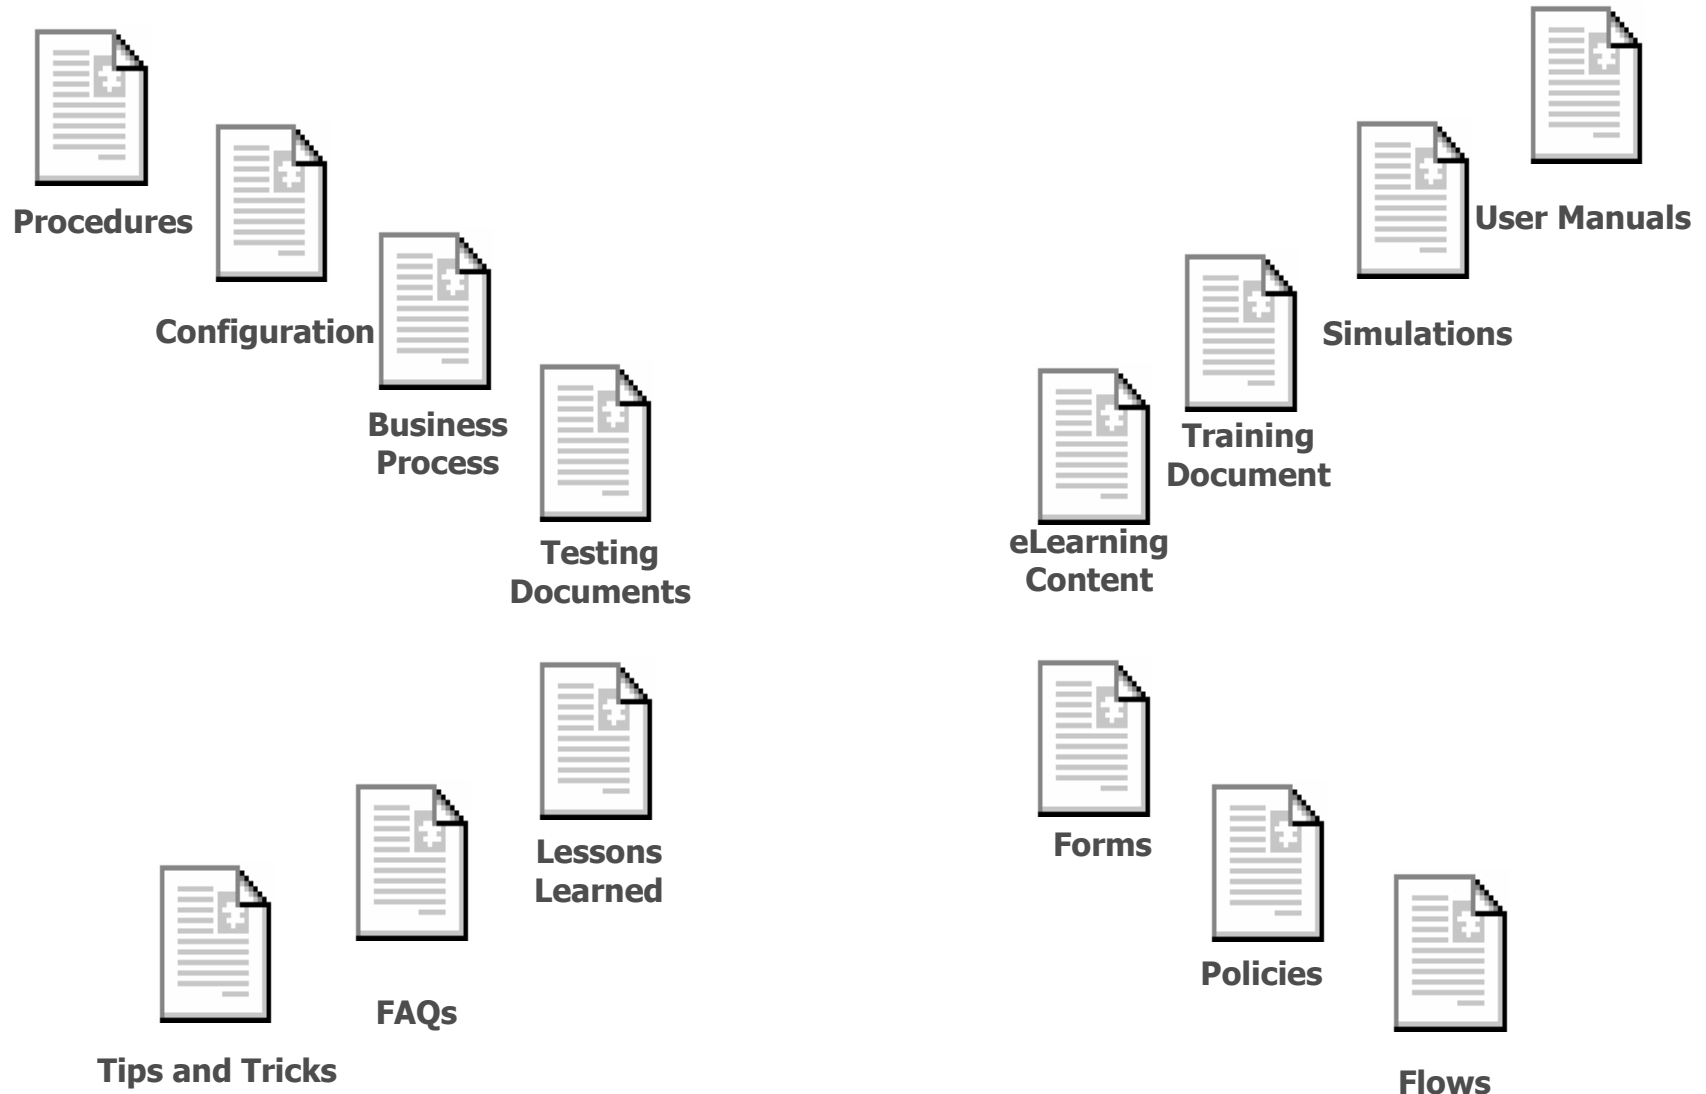 Procedures
Configuration
Business
Process
Testing
Documents
User Manuals
Simulations
Training
Document
eLearning
Content
Lessons
Learned
FAQs
Tips and Tricks
Forms
Policies
Flows